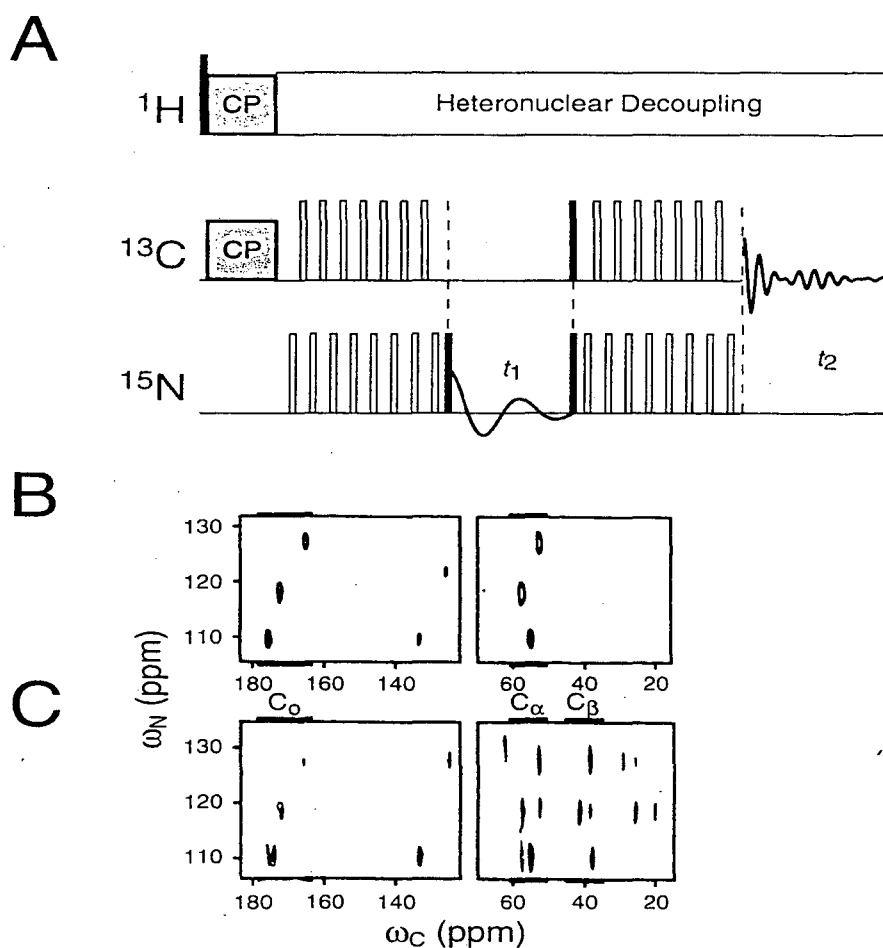 A
¹H
CP
Heteronuclear Decoupling
¹³C
CP
¹⁵N
t₁
t₂
B
130
120
110
180
160
140
60
40
20
C
C₀
Cα
Cβ
ωN (ppm)
130
120
110
180
160
140
60
40
20
ωC (ppm)